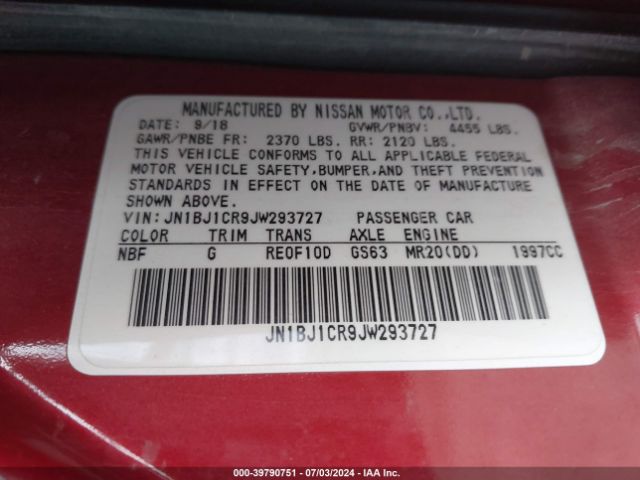 MANUFACTURED BY NISSAN MOTOR CO.,LTD.
DATE: 9/18 GVWR/PNBV: 4455 LBS.
GAWR/PNBE FR: 2370 LBS. RR: 2120 LBS.
THIS VEHICLE CONFORMS TO ALL APPLICABLE FEDERAL
MOTOR VEHICLE SAFETY,BUMPER,AND THEFT PREVENTION
STANDARDS IN EFFECT ON THE DATE OF MANUFACTURE
SHOWN ABOVE.
VIN:JN1BJ1CR9JW293727 PASSENGER CAR
COLOR TRIM TRANS AXLE ENGINE
NBF G RE0F10D GS63 MR20(DD) 1997CC
JN1BJ1CR9JW293727
000-39790751 | 07/03/2024 | IAA Inc.